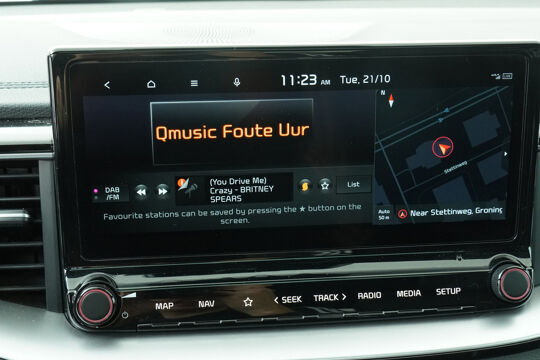 11:23 AM Tue, 21/10
N
Qmusic Foute Uur
Stettinweg
DAB
/FM
(You Drive Me)
Crazy - BRITNEY
SPEARS
List
Favourite stations can be saved by pressing the ★ button on the
screen.
Auto
50 m
Near Stettinweg, Groning
MAP NAV ☆ < SEEK TRACK > RADIO MEDIA SETUP